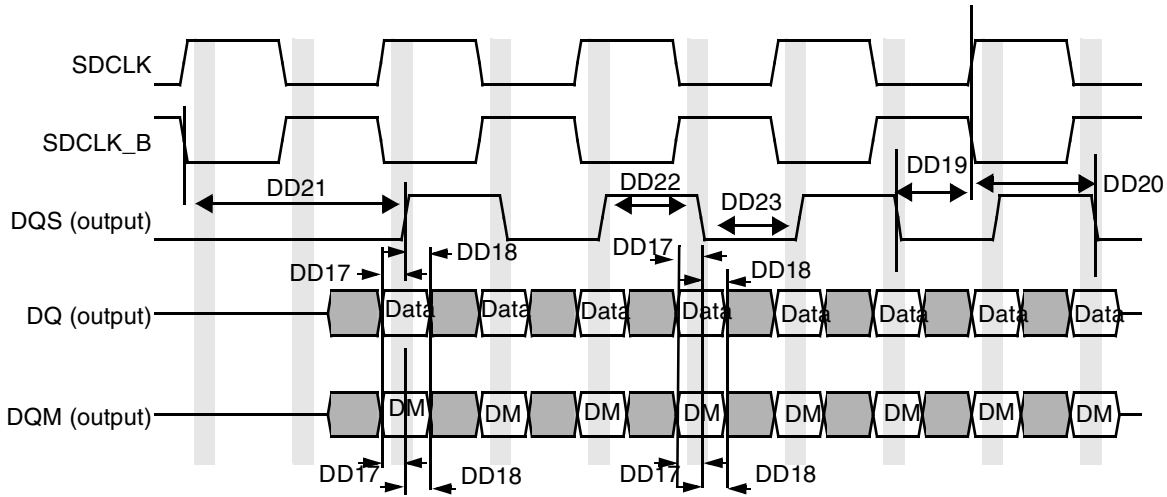 SDCLK
SDCLK_B
DD21 DD22 DD19
DD20
DQS (output) DD23
DD17 DD18 DD17 DD18
DQ (output) Data Data Data Data Data Data Data Data
DQM (output) DM DM DM DM DM DM DM DM
DD17 DD18 DD17 DD18